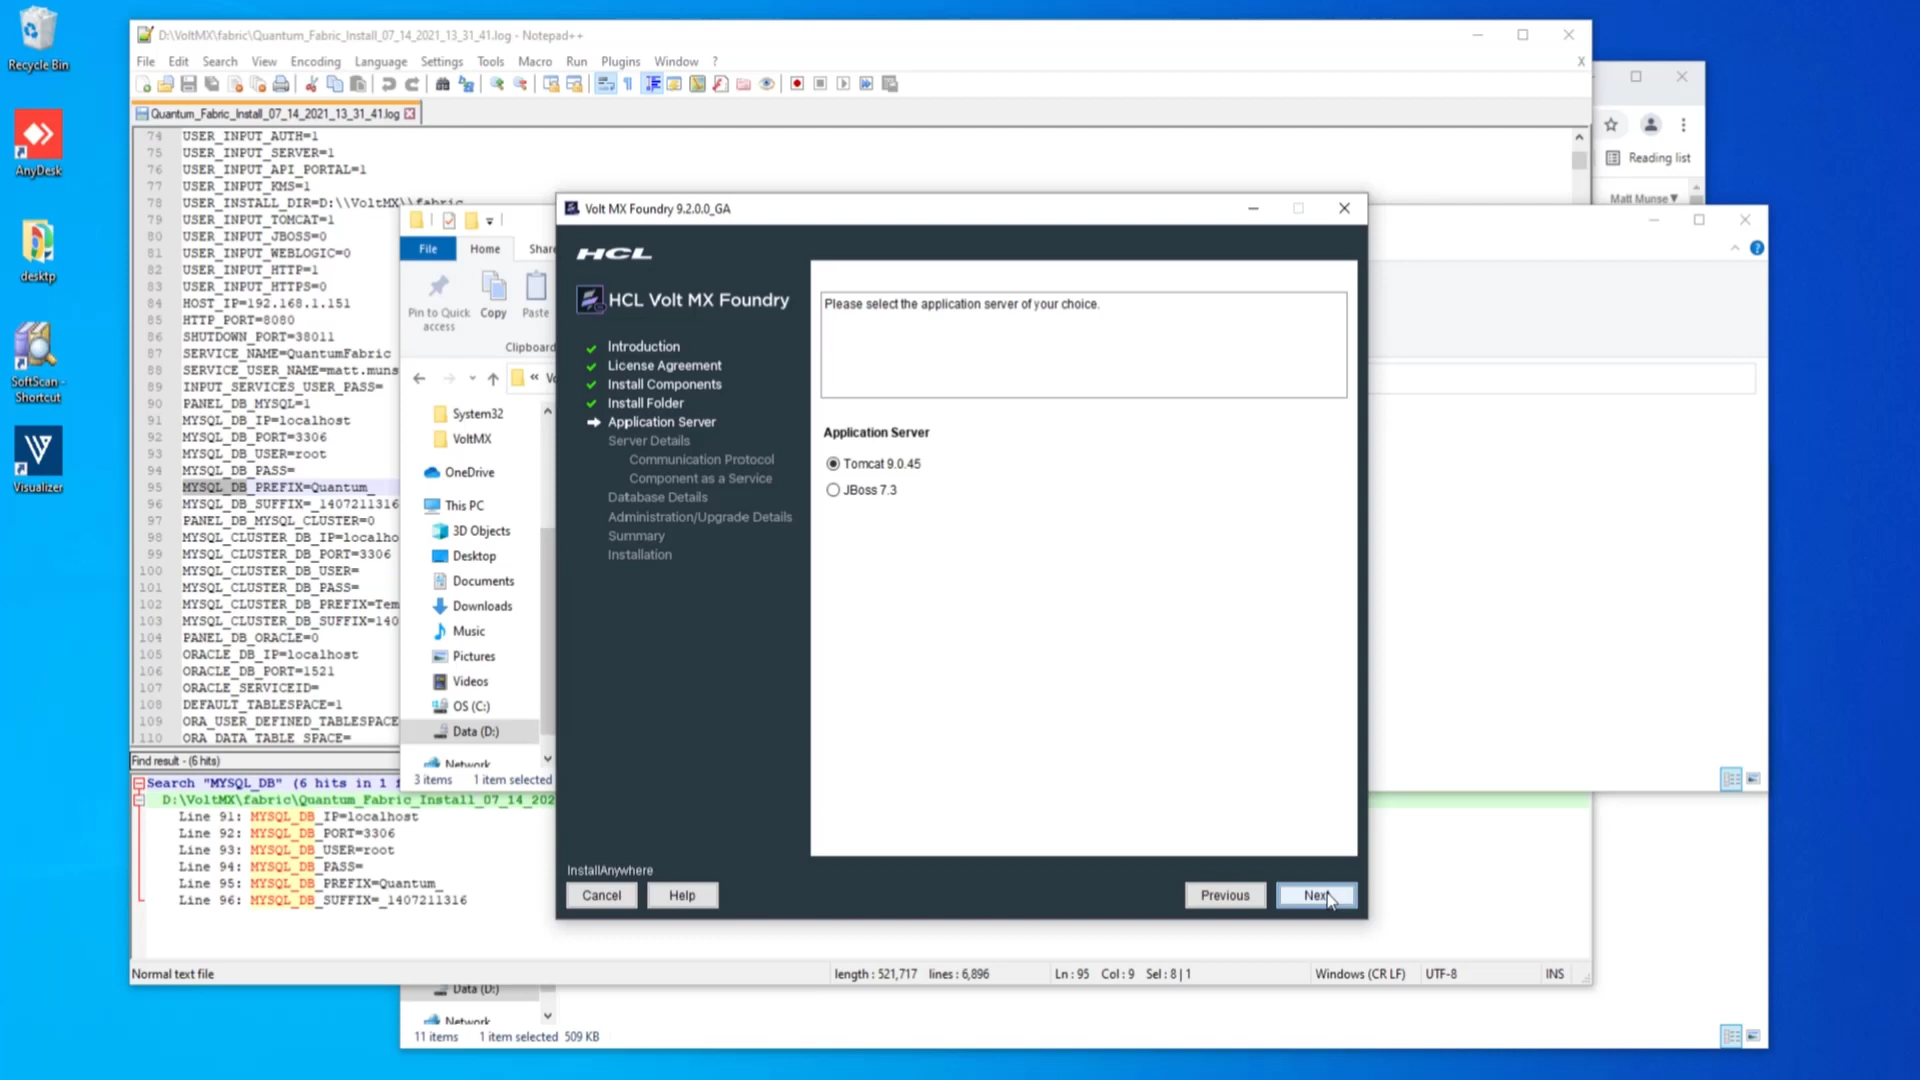 Recycle Bin
AnyDesk
desktp
SoftScan -
Shortcut
Visualizer
D:\VoltMX\fabric\Quantum_Fabric_Install_07_14_2021_13_31_41.log - Notepad++
File Edit Search View Encoding Language Settings Tools Macro Run Plugins Window ? X
Quantum_Fabric_Install_07_14_2021_13_31_41.log
74 USER_INPUT_AUTH=1
75 USER_INPUT_SERVER=1
76 USER_INPUT_API_PORTAL=1
77 USER_INPUT_KMS=1
78 USER_INSTALL_DIR=D:\\VoltMX\\fabric
79 USER_INPUT_TOMCAT=1
80 USER_INPUT_JBOSS=0
81 USER_INPUT_WEBLOGIC=0
82 USER_INPUT_HTTP=1
83 USER_INPUT_HTTPS=0
84 HOST_IP=192.168.1.151
85 HTTP_PORT=8080
86 SHUTDOWN_PORT=38011
87 SERVICE_NAME=QuantumFabric
88 SERVICE_USER_NAME=matt.muns
89 INPUT_SERVICES_USER_PASS=
90 PANEL_DB_MYSQL=1
91 MYSQL_DB_IP=localhost
92 MYSQL_DB_PORT=3306
93 MYSQL_DB_USER=root
94 MYSQL_DB_PASS=
95 MYSQL_DB_PREFIX=Quantum_
96 MYSQL_DB_SUFFIX=_1407211316
97 PANEL_DB_MYSQL_CLUSTER=0
98 MYSQL_CLUSTER_DB_IP=localho
99 MYSQL_CLUSTER_DB_PORT=3306
100 MYSQL_CLUSTER_DB_USER=
101 MYSQL_CLUSTER_DB_PASS=
102 MYSQL_CLUSTER_DB_PREFIX=Tem
103 MYSQL_CLUSTER_DB_SUFFIX=140
104 PANEL_DB_ORACLE=0
105 ORACLE_DB_IP=localhost
106 ORACLE_DB_PORT=1521
107 ORACLE_SERVICEID=
108 DEFAULT_TABLESPACE=1
109 ORA_USER_DEFINED_TABLESPACE
110 ORA_DATA_TABLE_SPACE=
Find result - (6 hits)
Search "MYSQL_DB" (6 hits in 1 f
D:\VoltMX\fabric\Quantum_Fabric_Install_07_14_202
Line 91: MYSQL_DB_IP=localhost
Line 92: MYSQL_DB_PORT=3306
Line 93: MYSQL_DB_USER=root
Line 94: MYSQL_DB_PASS=
Line 95: MYSQL_DB_PREFIX=Quantum_
Line 96: MYSQL_DB_SUFFIX=_1407211316
Normal text file length : 521,717 lines : 6,896 Ln : 95 Col : 9 Sel : 8 | 1 Windows (CR LF) UTF-8 INS
Reading list
Matt Munse
File Home Share
Pin to Quick
access
Copy
Paste
Clipboard
« Vo
System32
VoltMX
OneDrive
This PC
3D Objects
Desktop
Documents
Downloads
Music
Pictures
Videos
OS (C:)
Data (D:)
Network
3 items 1 item selected
Data (D:)
Network
11 items 1 item selected 509 KB
Volt MX Foundry 9.2.0.0_GA
HCL
HCL Volt MX Foundry
Introduction
License Agreement
Install Components
Install Folder
Application Server
Server Details
Communication Protocol
Component as a Service
Database Details
Administration/Upgrade Details
Summary
Installation
Please select the application server of your choice.
Application Server
Tomcat 9.0.45
JBoss 7.3
InstallAnywhere
Cancel Help Previous Next